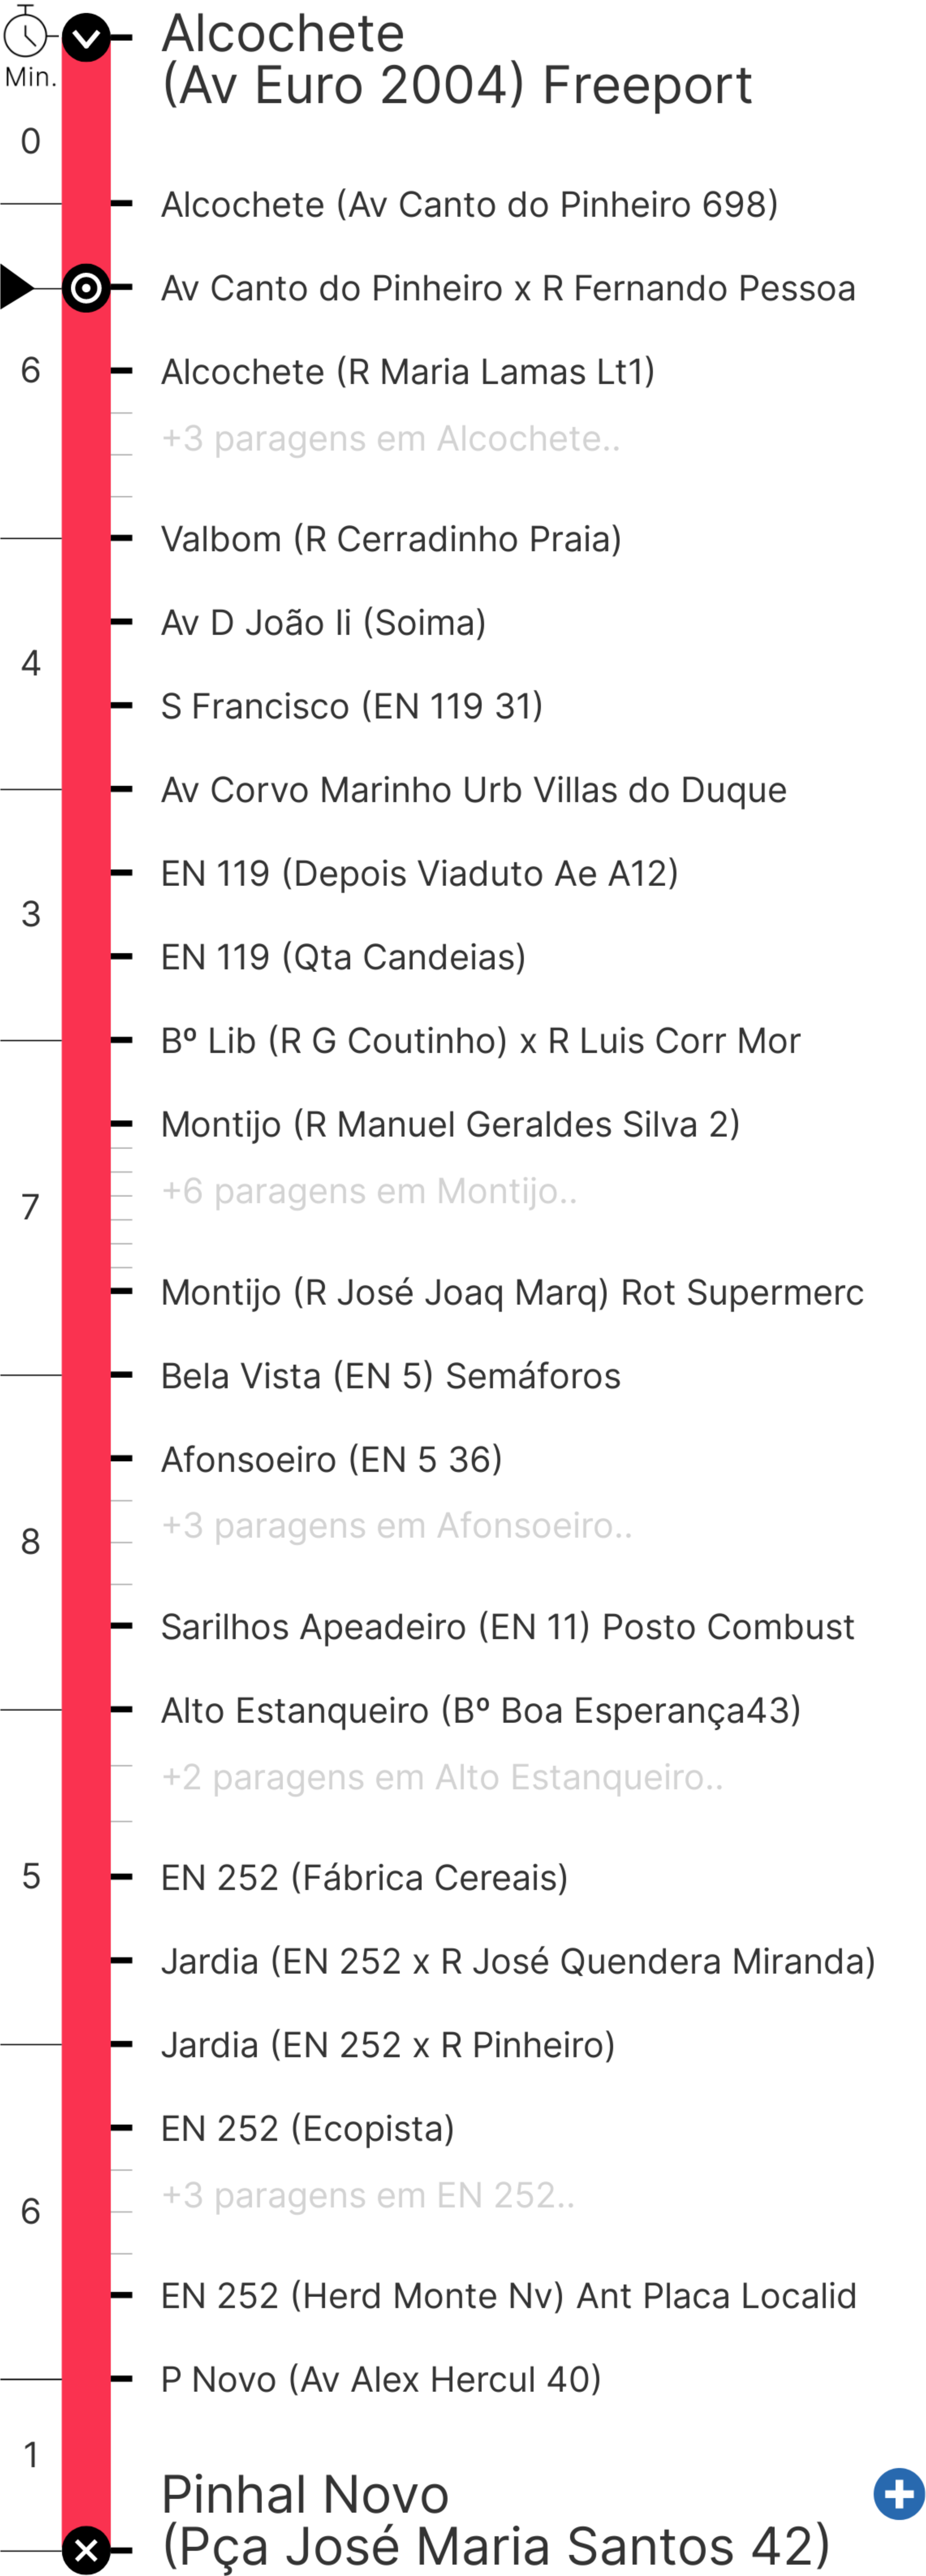 Alcochete
(Av Euro 2004) Freeport
Min.
0
Alcochete (Av Canto do Pinheiro 698)
Av Canto do Pinheiro x R Fernando Pessoa
6
Alcochete (R Maria Lamas Lt1)
+3 paragens em Alcochete..
Valbom (R Cerradinho Praia)
Av D João Ii (Soima)
4
S Francisco (EN 119 31)
Av Corvo Marinho Urb Villas do Duque
EN 119 (Depois Viaduto Ae A12)
3
EN 119 (Qta Candeias)
Bº Lib (R G Coutinho) x R Luis Corr Mor
Montijo (R Manuel Geraldes Silva 2)
+6 paragens em Montijo..
7
Montijo (R José Joaq Marq) Rot Supermerc
Bela Vista (EN 5) Semáforos
Afonsoeiro (EN 5 36)
+3 paragens em Afonsoeiro..
8
Sarilhos Apeadeiro (EN 11) Posto Combust
Alto Estanqueiro (Bº Boa Esperança43)
+2 paragens em Alto Estanqueiro..
5
EN 252 (Fábrica Cereais)
Jardia (EN 252 x R José Quendera Miranda)
Jardia (EN 252 x R Pinheiro)
EN 252 (Ecopista)
+3 paragens em EN 252..
6
EN 252 (Herd Monte Nv) Ant Placa Localid
P Novo (Av Alex Hercul 40)
1
Pinhal Novo
(Pça José Maria Santos 42)